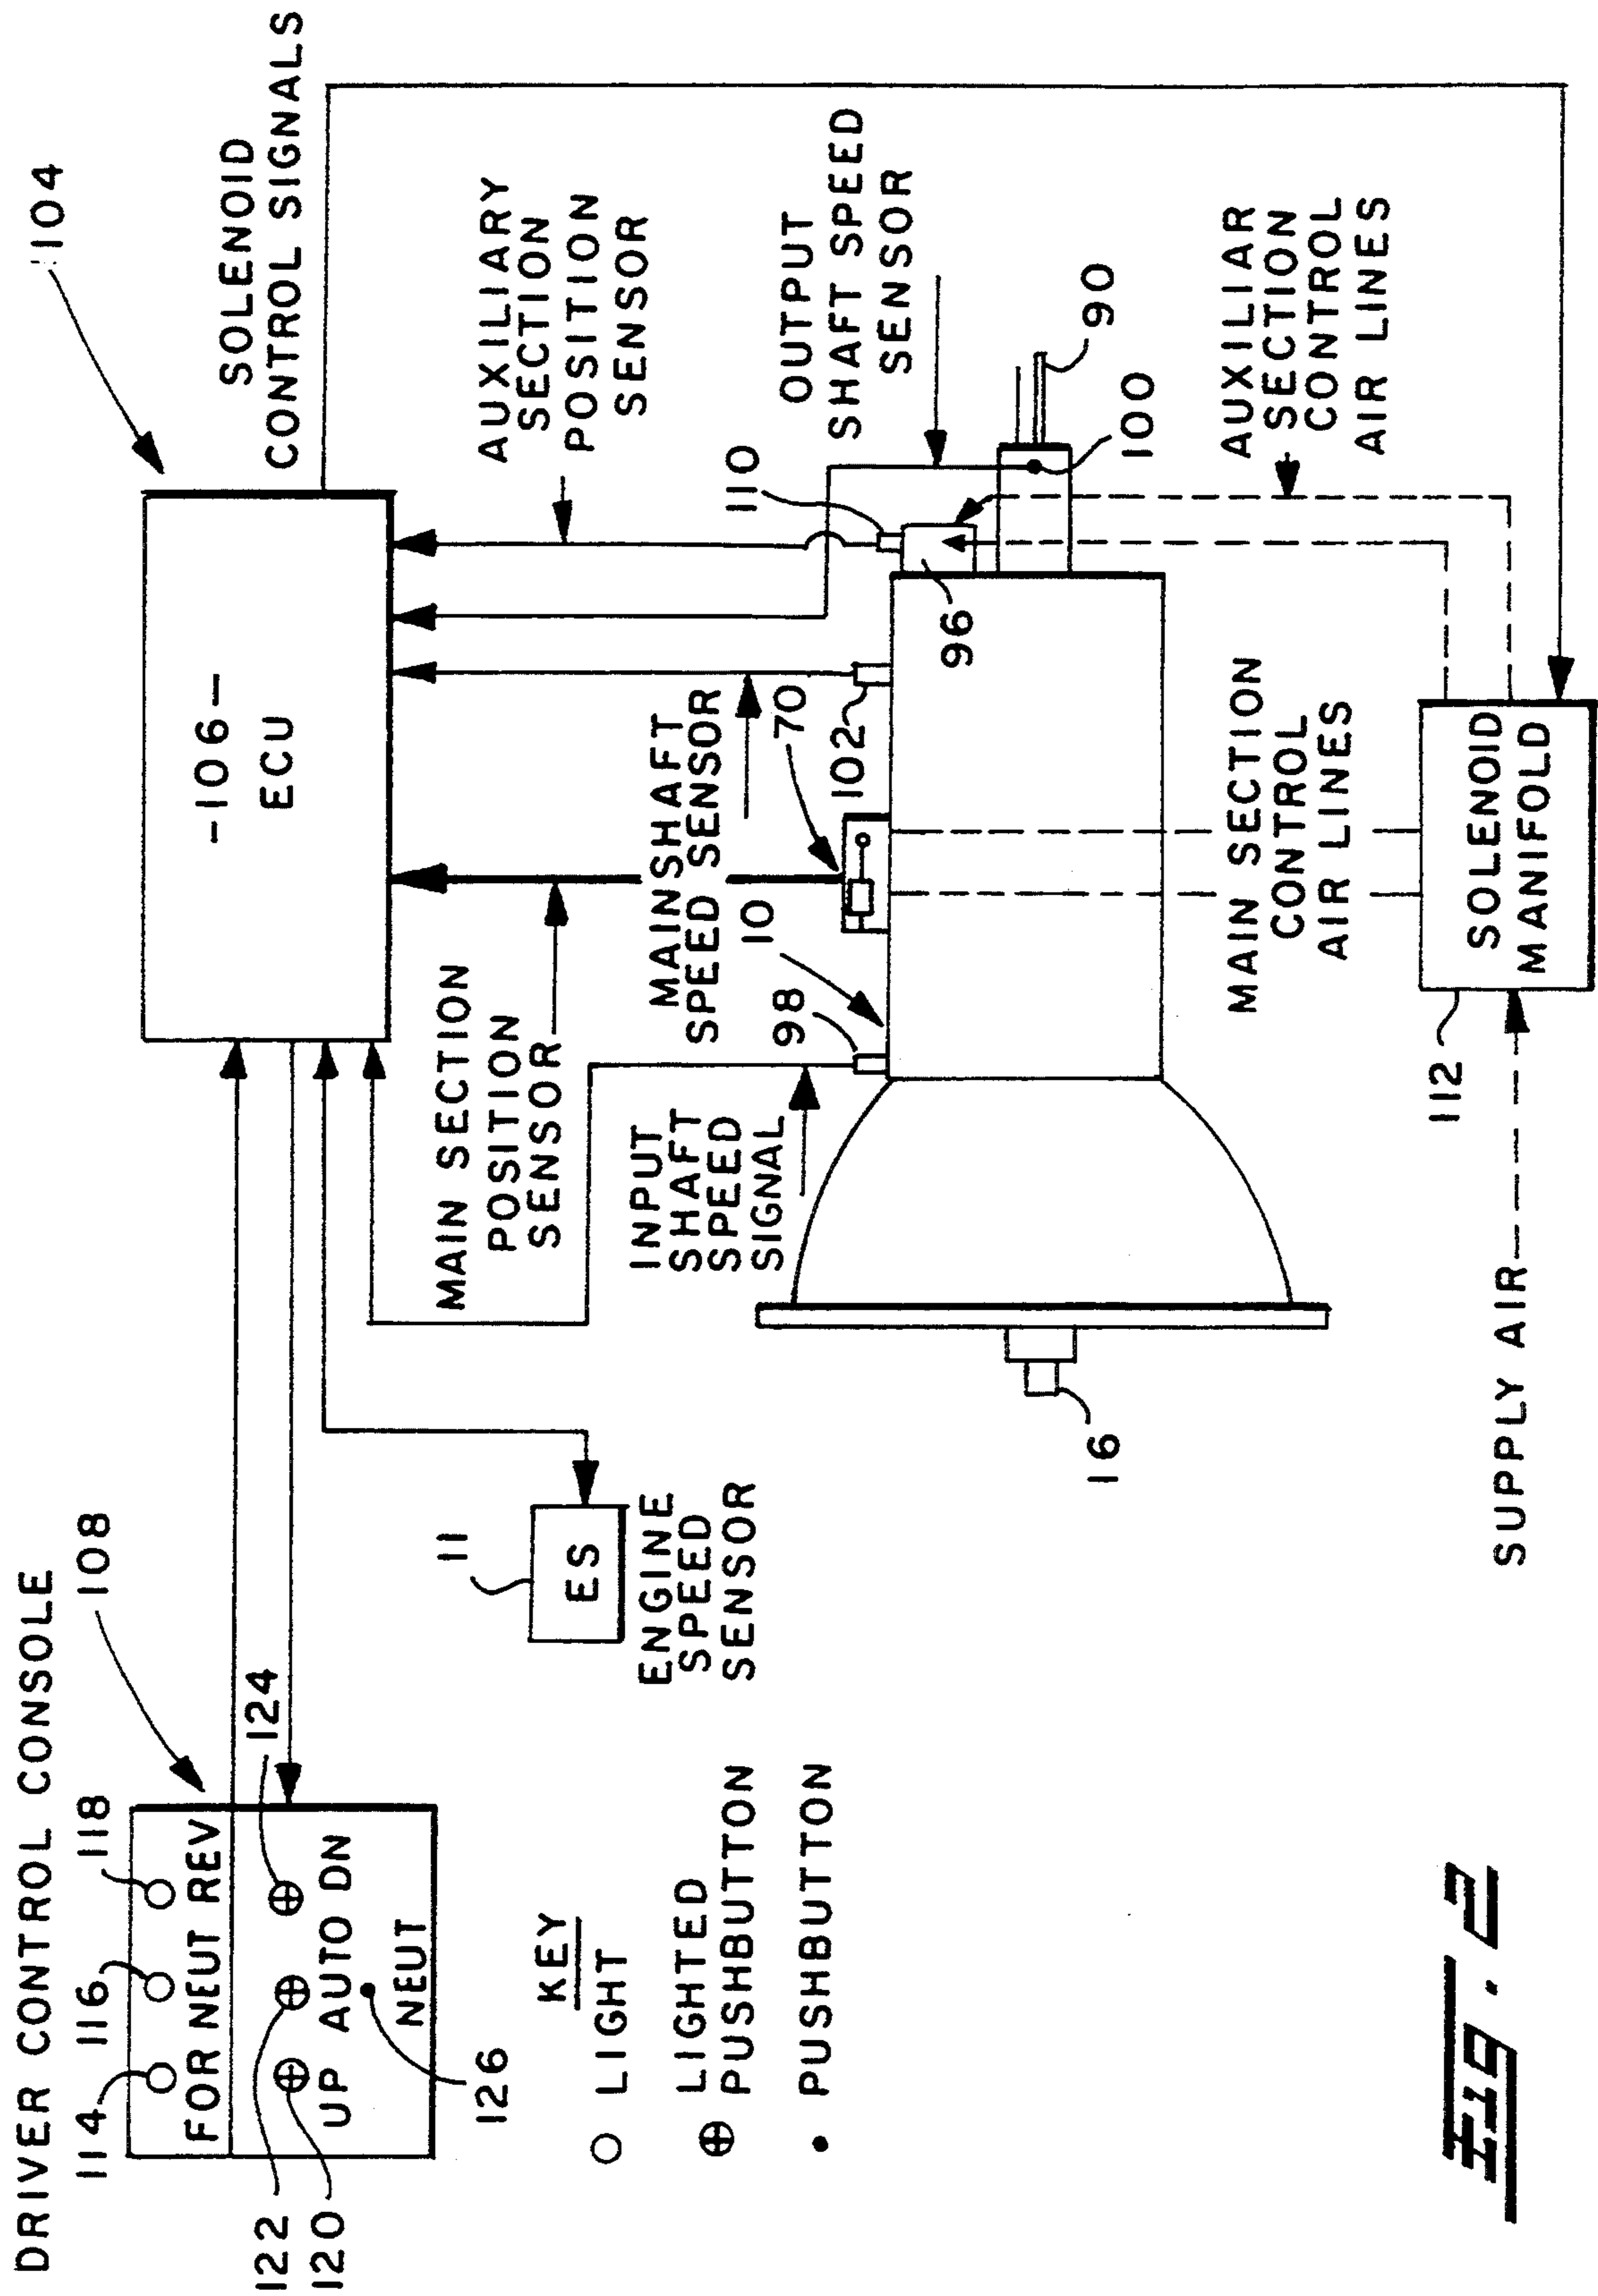 DRIVER CONTROL CONSOLE
108
114
116
118
FOR NEUT REV
124
UP AUTO DN
NEUT
122
120
126
KEY
LIGHT
LIGHTED
PUSHBUTTON
PUSHBUTTON
11
ES
ENGINE
SPEED
SENSOR
-106-
ECU
104
SOLENOID
CONTROL SIGNALS
MAIN SECTION
POSITION
SENSOR
AUXILIARY
SECTION
POSITION
SENSOR
INPUT
SHAFT
SPEED
SIGNAL
MAINSHAFT
SPEED SENSOR
OUTPUT
SHAFT SPEED
SENSOR
98
10
70
102
110
96
90
100
16
MAIN SECTION
CONTROL
AIR LINES
AUXILIAR
SECTION
CONTROL
AIR LINES
112
SOLENOID
MANIFOLD
SUPPLY AIR
FIG. 2